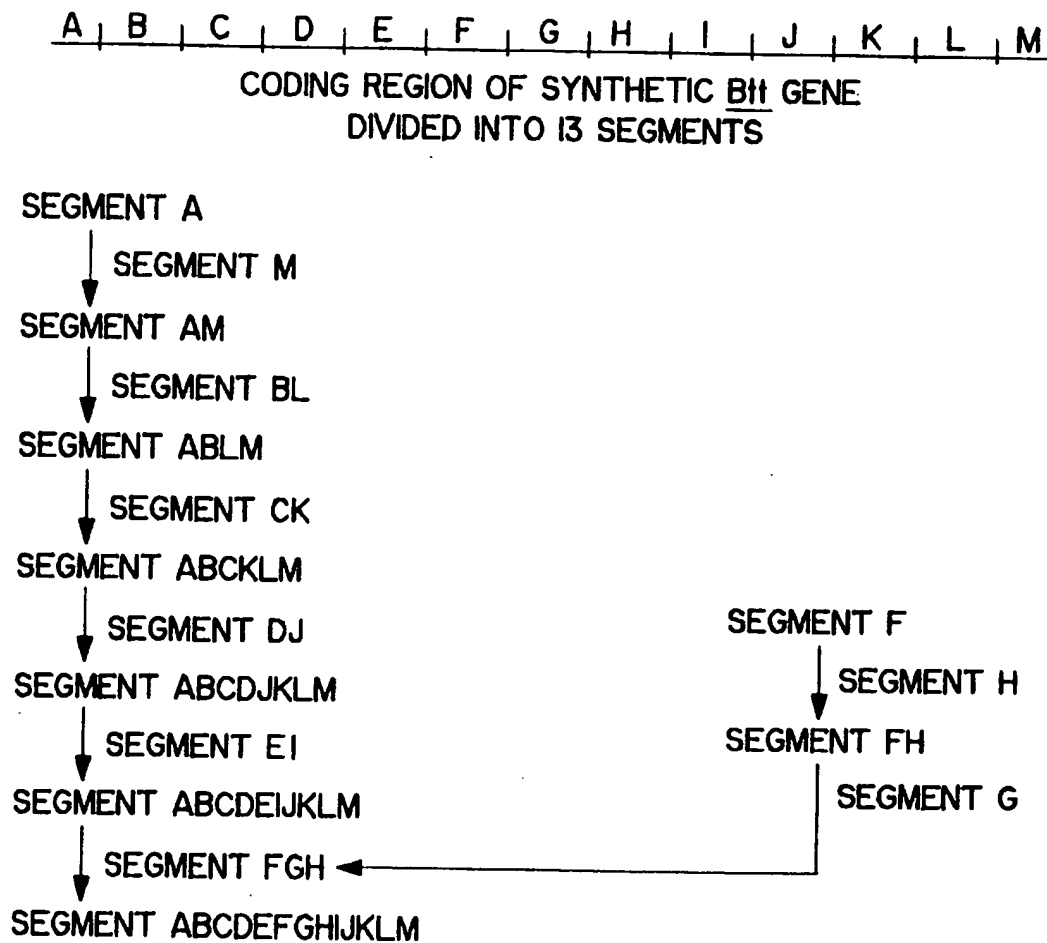 A B C D E F G H I J K L M
CODING REGION OF SYNTHETIC Btt GENE
DIVIDED INTO 13 SEGMENTS
SEGMENT A
SEGMENT M
SEGMENT AM
SEGMENT BL
SEGMENT ABLM
SEGMENT CK
SEGMENT ABCKLM
SEGMENT DJ
SEGMENT ABCDJKLM
SEGMENT EI
SEGMENT ABCDEIJKLM
SEGMENT F
SEGMENT H
SEGMENT FH
SEGMENT G
SEGMENT FGH
SEGMENT ABCDEFGHIJKLM